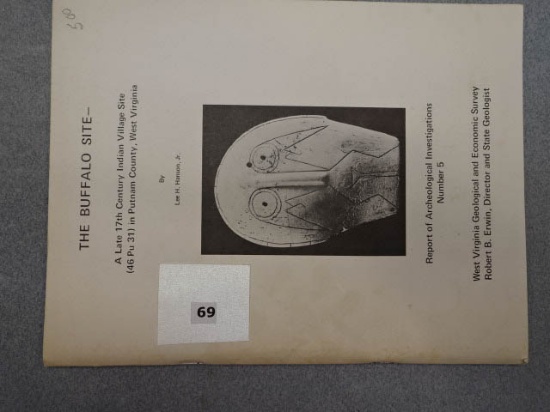 THE BUFFALO SITE—
A Late 17th Century Indian Village Site
(46 Pu 31) in Putnam County, West Virginia
By
Lee H. Hanson, Jr.
Report of Archeological Investigations
Number 5
West Virginia Geological and Economic Survey
Robert B. Erwin, Director and State Geologist
69